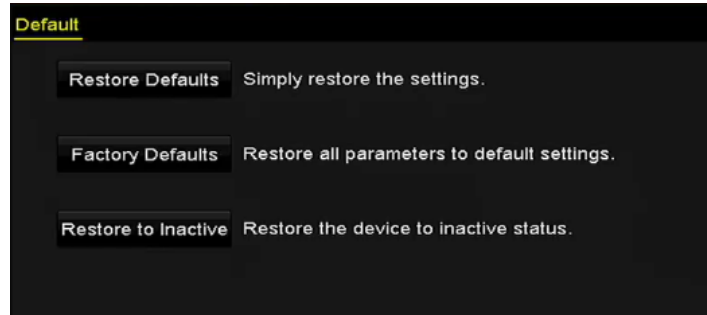 Default
Restore Defaults Simply restore the settings.
Factory Defaults Restore all parameters to default settings.
Restore to Inactive Restore the device to inactive status.